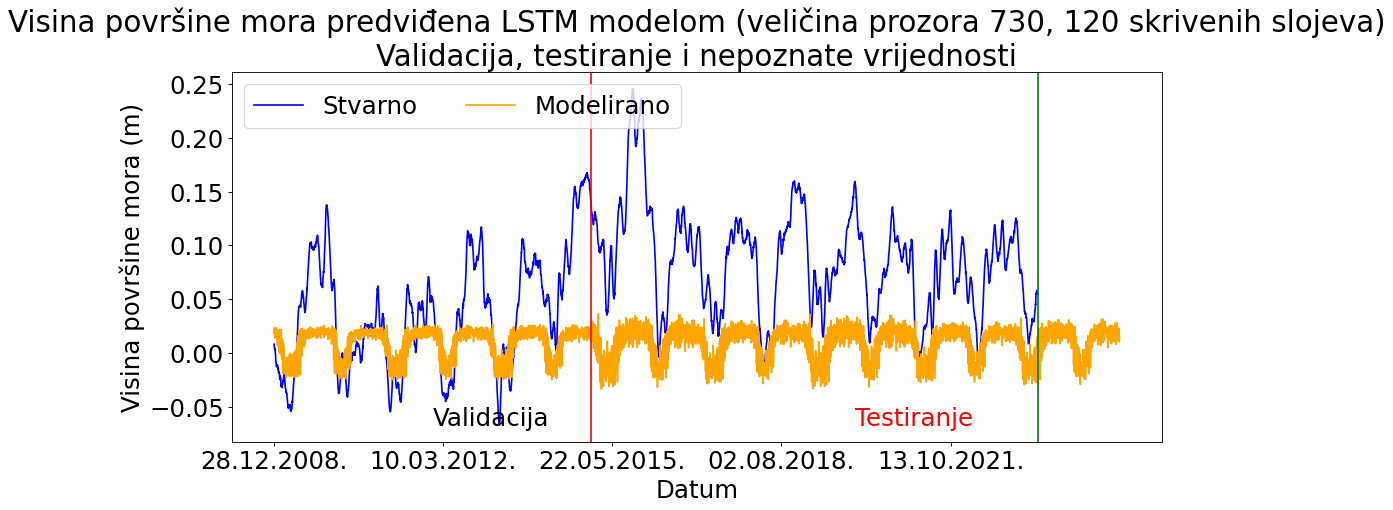 Visina površine mora predviđena LSTM modelom (veličina prozora 730, 120 skrivenih slojeva)
Validacija, testiranje i nepoznate vrijednosti
Stvarno
Modelirano
Visina površine mora (m)
0.25
0.20
0.15
0.10
0.05
0.00
−0.05
Validacija
Testiranje
28.12.2008.
10.03.2012.
22.05.2015.
02.08.2018.
13.10.2021.
Datum